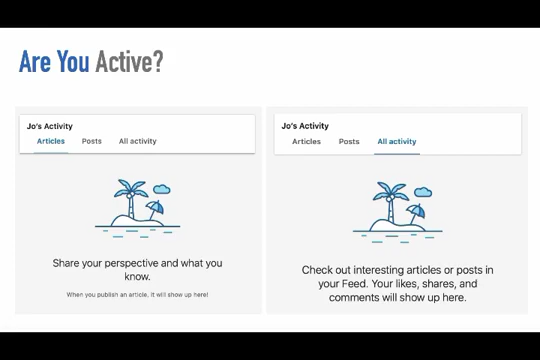 Are You Active?
Jo's Activity
Articles Posts All activity
Share your perspective and what you
know.
When you publish an article, it will show up here!
Jo's Activity
Articles Posts All activity
Check out interesting articles or posts in
your Feed. Your likes, shares, and
comments will show up here.